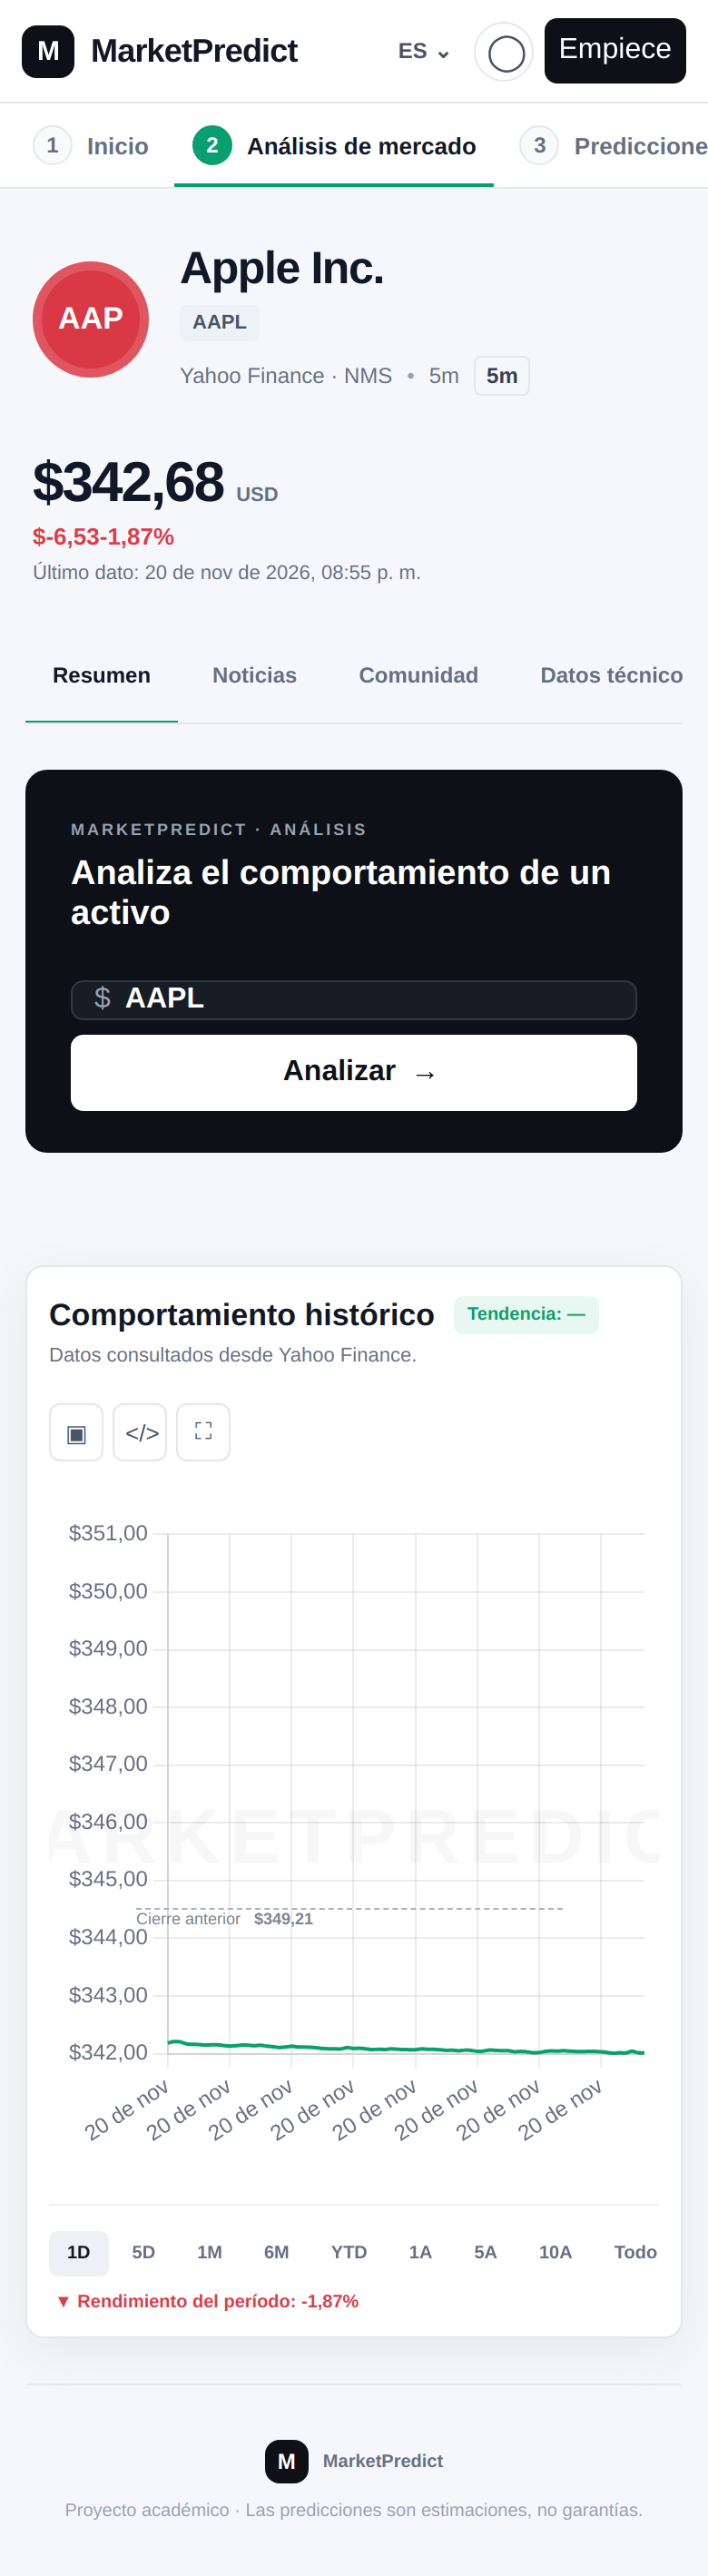 M MarketPredict ES Empiece
1 Inicio 2 Análisis de mercado 3 Prediccione
AAP
Apple Inc.
AAPL
Yahoo Finance · NMS • 5m 5m
$342,68 USD
$-6,53-1,87%
Último dato: 20 de nov de 2026, 08:55 p. m.
Resumen Noticias Comunidad Datos técnico
MARKETPREDICT · ANÁLISIS
Analiza el comportamiento de un
activo
$ AAPL
Analizar →
Comportamiento histórico Tendencia: —
Datos consultados desde Yahoo Finance.
</>
$351,00
$350,00
$349,00
$348,00
$347,00
$346,00
ARKETPREDIC
$345,00
Cierre anterior $349,21
$344,00
$343,00
$342,00
20 de nov 20 de nov 20 de nov 20 de nov 20 de nov 20 de nov 20 de nov 20 de nov
1D 5D 1M 6M YTD 1A 5A 10A Todo
▼ Rendimiento del período: -1,87%
M MarketPredict
Proyecto académico · Las predicciones son estimaciones, no garantías.